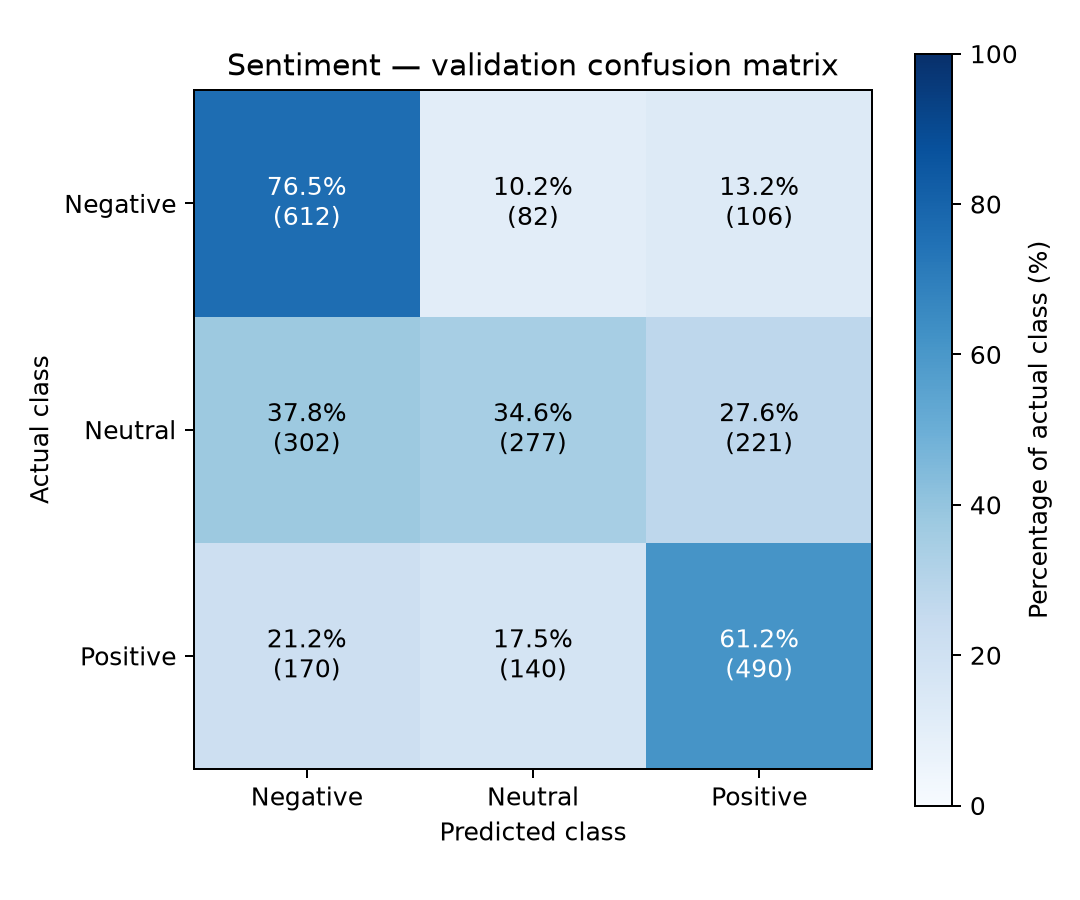 Sentiment — validation confusion matrix
Negative
Neutral
Positive
Actual class
76.5%
(612)
10.2%
(82)
13.2%
(106)
37.8%
(302)
34.6%
(277)
27.6%
(221)
21.2%
(170)
17.5%
(140)
61.2%
(490)
Negative
Neutral
Positive
Predicted class
100
80
60
40
20
0
Percentage of actual class (%)